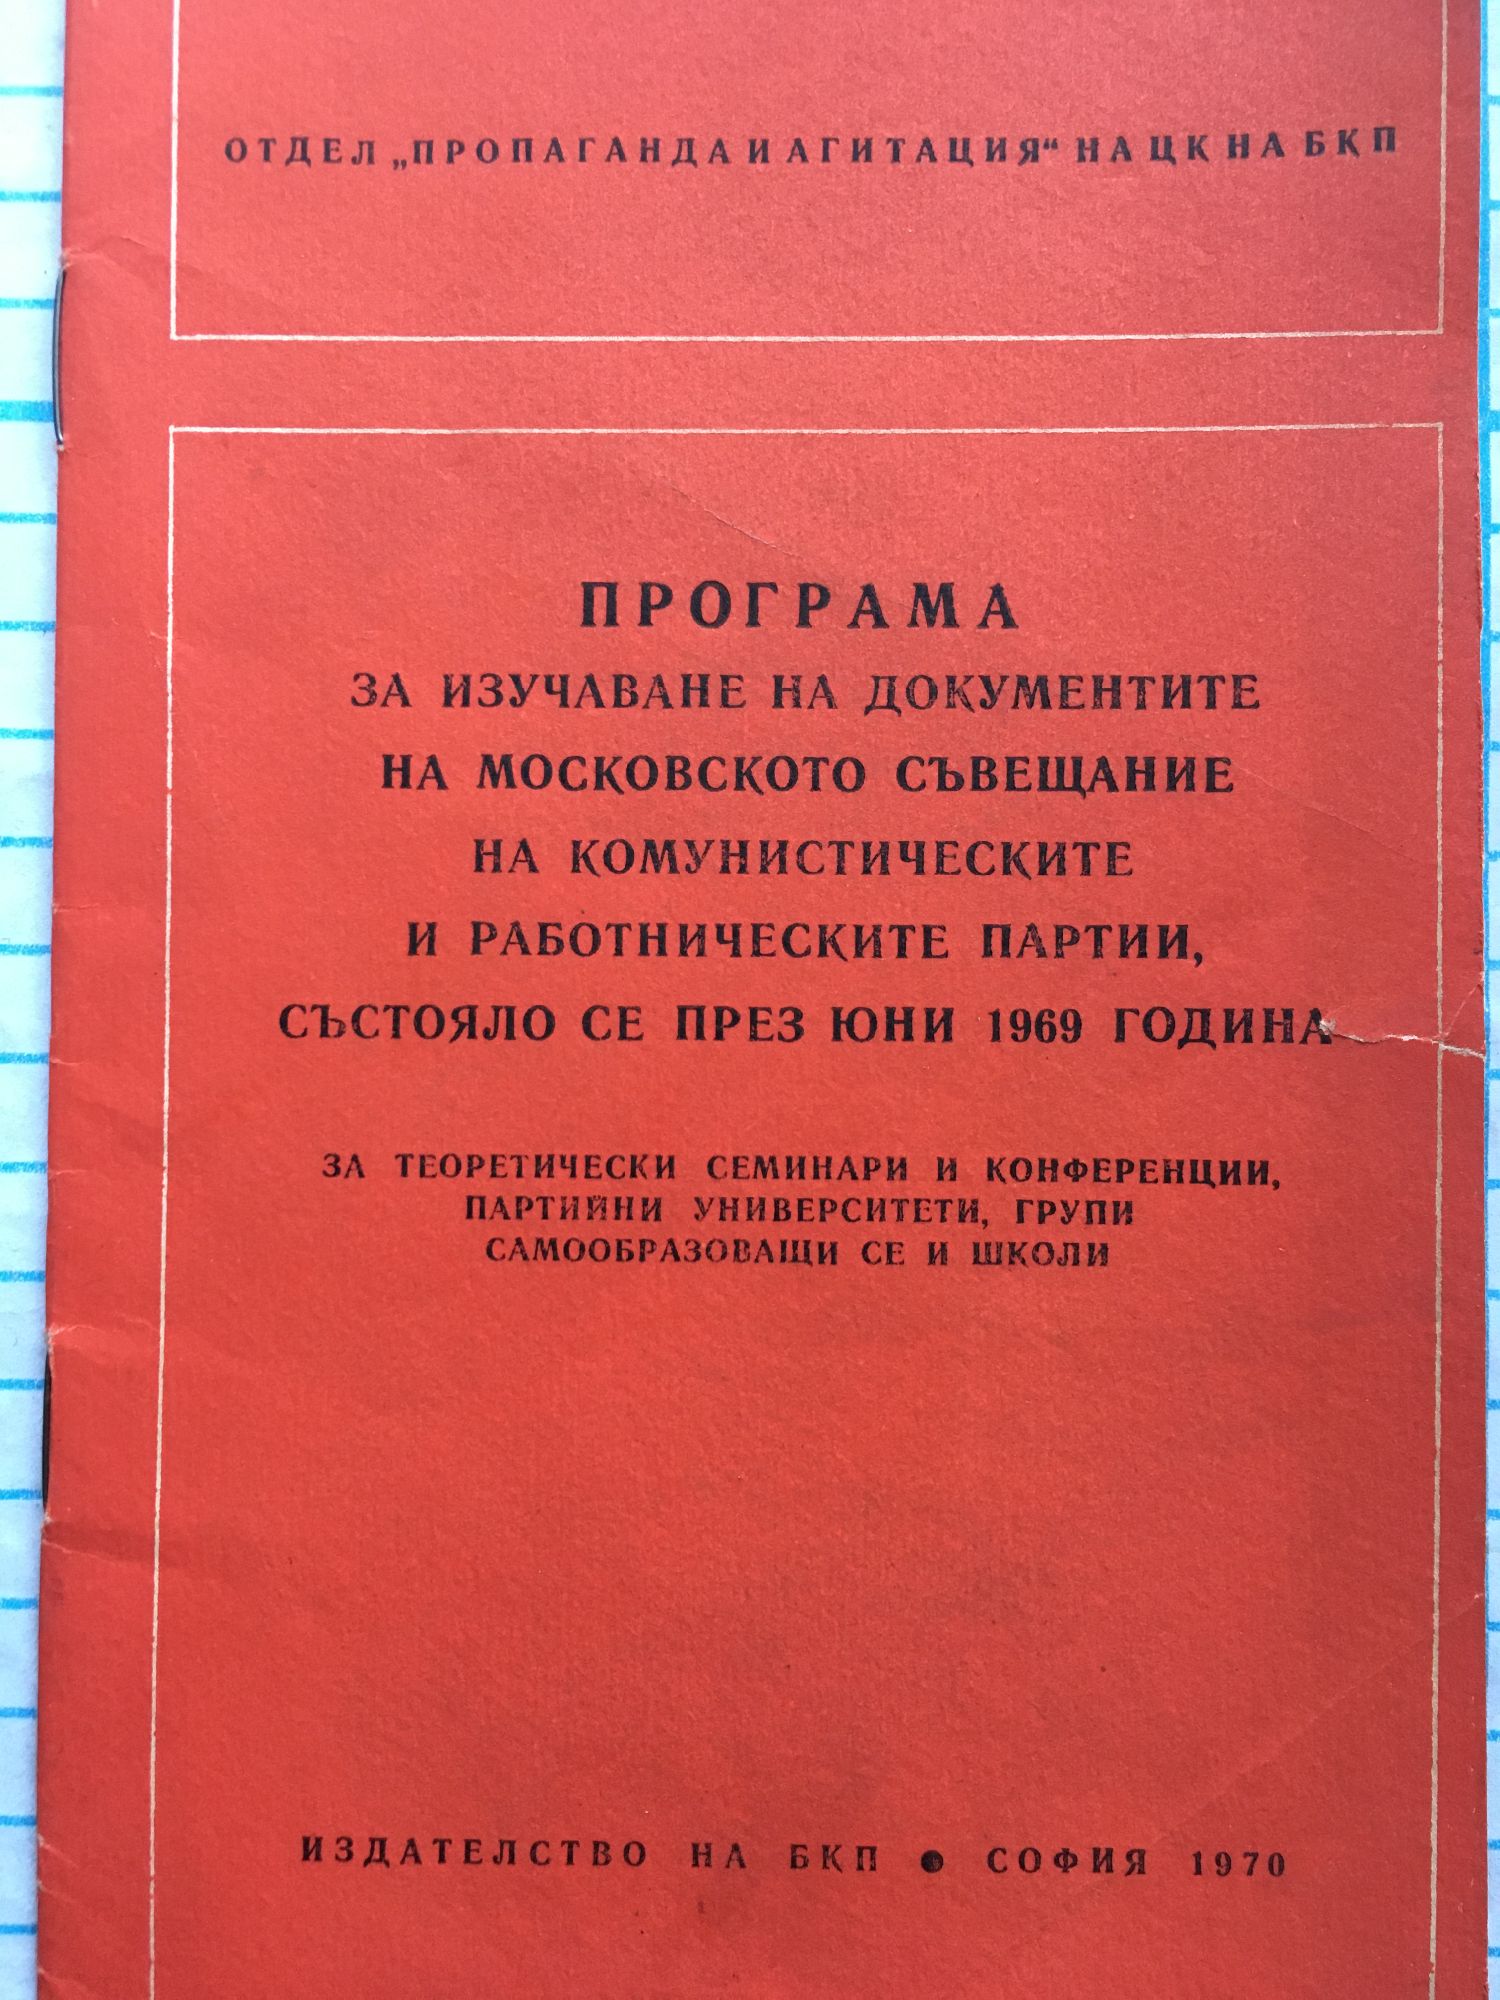 ОТДЕЛ „ПРОПАГАНДА И АГИТАЦИЯ“ НА ЦК НА БКП
ПРОГРАМА
ЗА ИЗУЧАВАНЕ НА ДОКУМЕНТИТЕ
НА МОСКОВСКОТО СЪВЕЩАНИЕ
НА КОМУНИСТИЧЕСКИТЕ
И РАБОТНИЧЕСКИТЕ ПАРТИИ,
СЪСТОЯЛО СЕ ПРЕЗ ЮНИ 1969 ГОДИНА
ЗА ТЕОРЕТИЧЕСКИ СЕМИНАРИ И КОНФЕРЕНЦИИ,
ПАРТИЙНИ УНИВЕРСИТЕТИ, ГРУПИ
САМООБРАЗОВАЩИ СЕ И ШКОЛИ
ИЗДАТЕЛСТВО НА БКП ● СОФИЯ 1970